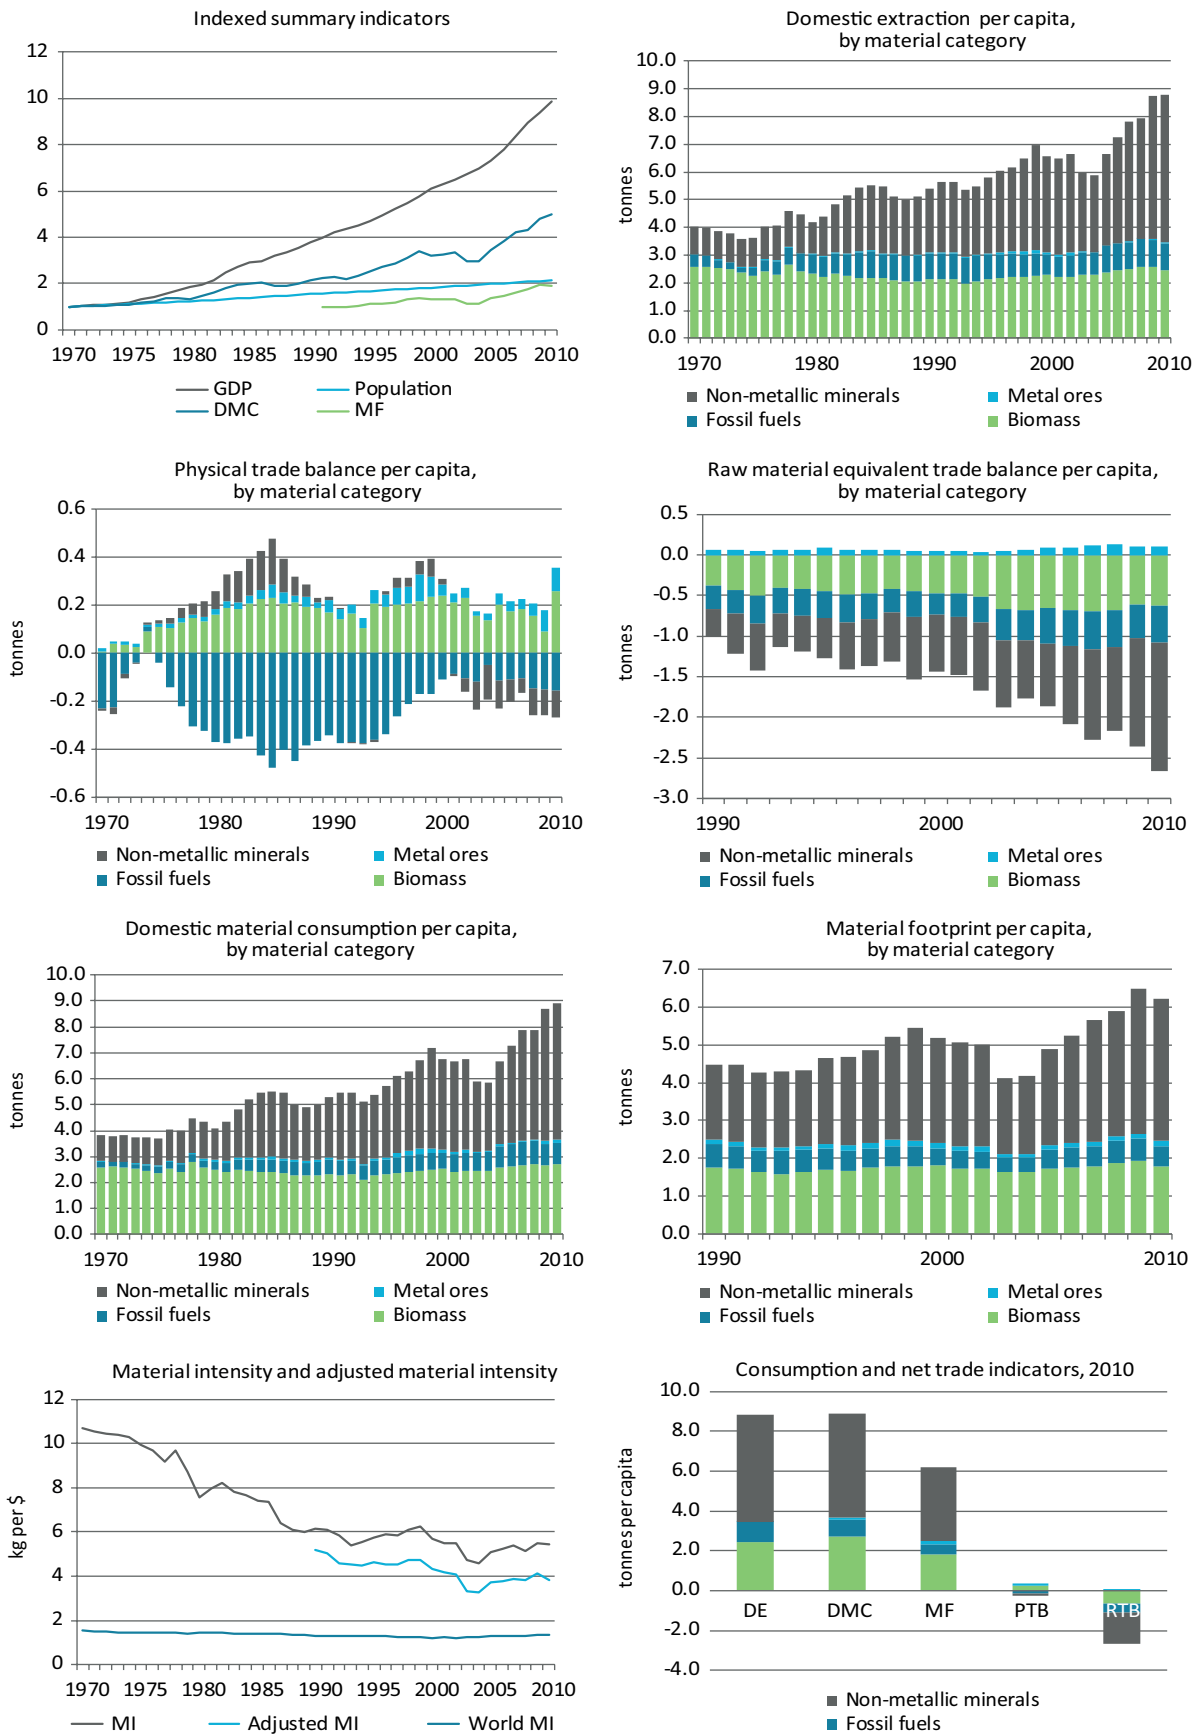 Indexed summary indicators
12
10
8
6
4
2
0
1970 1975 1980 1985 1990 1995 2000 2005 2010
GDP Population
DMC MF
Domestic extraction per capita,
by material category
tonnes
10.0
9.0
8.0
7.0
6.0
5.0
4.0
3.0
2.0
1.0
0.0
1970 1980 1990 2000 2010
Non-metallic minerals Metal ores
Fossil fuels Biomass
Physical trade balance per capita,
by material category
tonnes
0.6
0.4
0.2
0.0
-0.2
-0.4
-0.6
1970 1980 1990 2000 2010
Non-metallic minerals Metal ores
Fossil fuels Biomass
Raw material equivalent trade balance per capita,
by material category
tonnes
0.5
0.0
-0.5
-1.0
-1.5
-2.0
-2.5
-3.0
1990 2000 2010
Non-metallic minerals Metal ores
Fossil fuels Biomass
Domestic material consumption per capita,
by material category
tonnes
10.0
9.0
8.0
7.0
6.0
5.0
4.0
3.0
2.0
1.0
0.0
1970 1980 1990 2000 2010
Non-metallic minerals Metal ores
Fossil fuels Biomass
Material footprint per capita,
by material category
tonnes
7.0
6.0
5.0
4.0
3.0
2.0
1.0
0.0
1990 2000 2010
Non-metallic minerals Metal ores
Fossil fuels Biomass
Material intensity and adjusted material intensity
kg per $
12
10
8
6
4
2
0
1970 1975 1980 1985 1990 1995 2000 2005 2010
MI Adjusted MI World MI
Consumption and net trade indicators, 2010
tonnes per capita
10.0
8.0
6.0
4.0
2.0
0.0
-2.0
-4.0
DE DMC MF PTB RTB
Non-metallic minerals
Fossil fuels